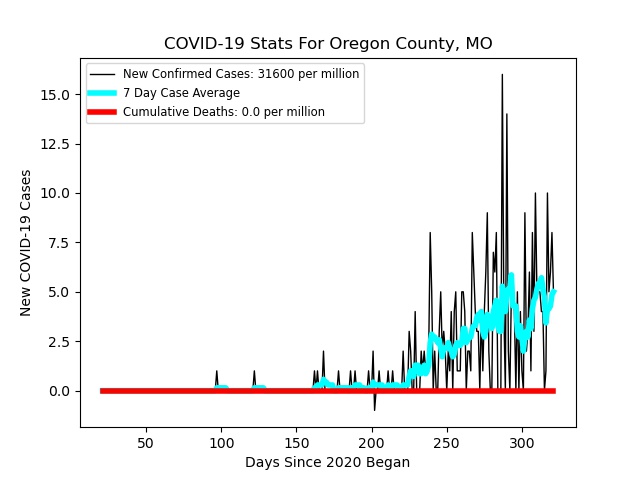 COVID-19 Stats For Oregon County, MO
New Confirmed Cases: 31600 per million
7 Day Case Average
Cumulative Deaths: 0.0 per million
New COVID-19 Cases
15.0
12.5
10.0
7.5
5.0
2.5
0.0
50 100 150 200 250 300
Days Since 2020 Began